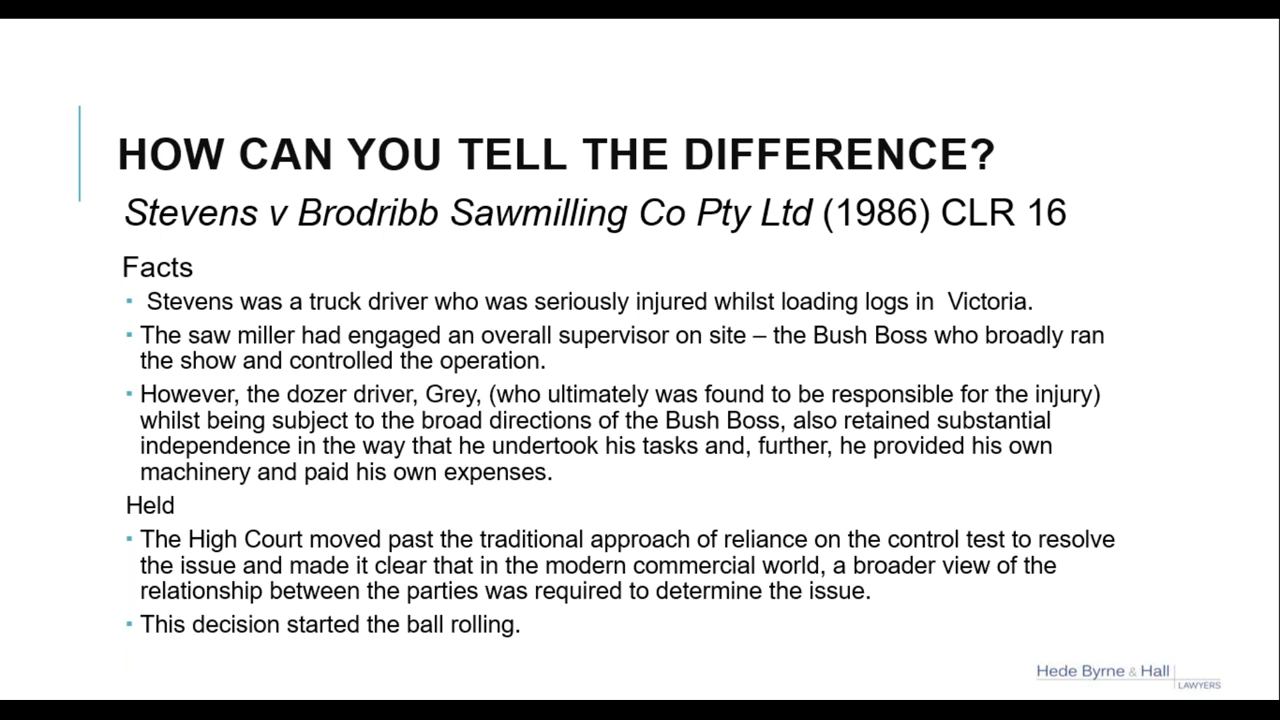 HOW CAN YOU TELL THE DIFFERENCE?
Stevens v Brodribb Sawmilling Co Pty Ltd (1986) CLR 16
Facts
▪ Stevens was a truck driver who was seriously injured whilst loading logs in Victoria.
▪ The saw miller had engaged an overall supervisor on site – the Bush Boss who broadly ran
the show and controlled the operation.
▪ However, the dozer driver, Grey, (who ultimately was found to be responsible for the injury)
whilst being subject to the broad directions of the Bush Boss, also retained substantial
independence in the way that he undertook his tasks and, further, he provided his own
machinery and paid his own expenses.
Held
▪ The High Court moved past the traditional approach of reliance on the control test to resolve
the issue and made it clear that in the modern commercial world, a broader view of the
relationship between the parties was required to determine the issue.
▪ This decision started the ball rolling.
Hede Byrne & Hall
LAWYERS